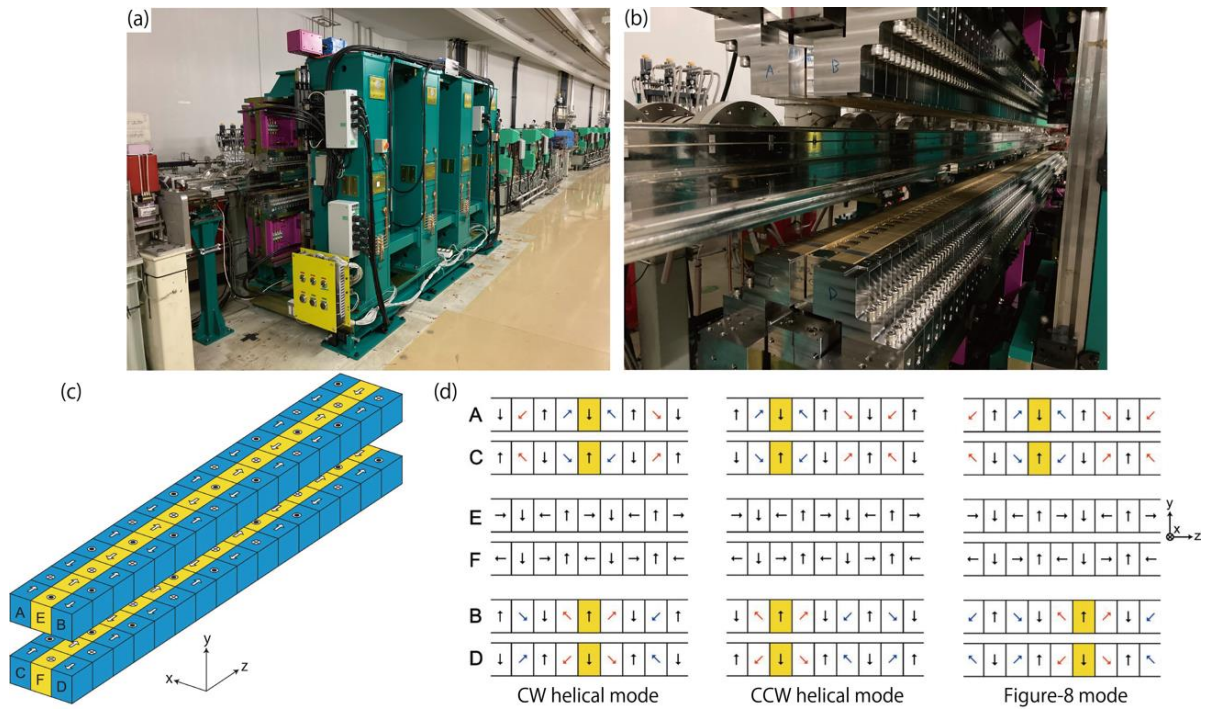 (a)
(b)
A
B
D
(c)
A
E
B
C
F
D
y
x
z
(d)
A
C
E
F
B
D
y
x
z
CW helical mode
CCW helical mode
Figure-8 mode